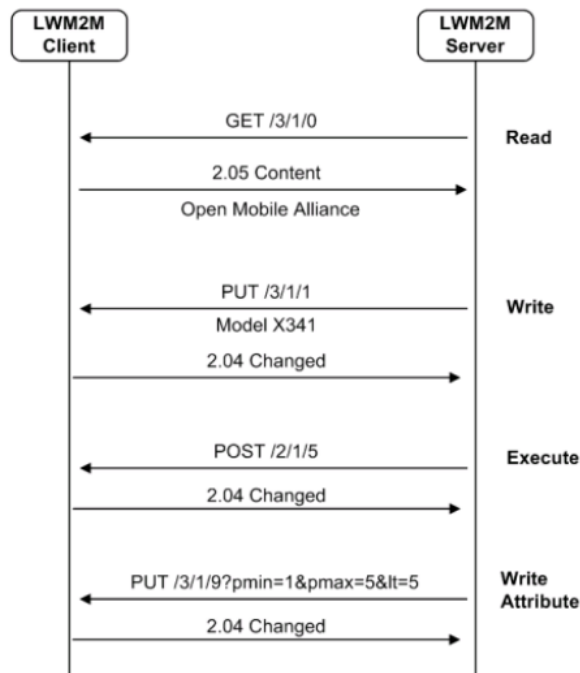 LWM2M
Client
LWM2M
Server
GET /3/1/0
Read
2.05 Content
Open Mobile Alliance
PUT /3/1/1
Write
Model X341
2.04 Changed
POST /2/1/5
Execute
2.04 Changed
PUT /3/1/9?pmin=1&pmax=5&lt=5
Write
Attribute
2.04 Changed